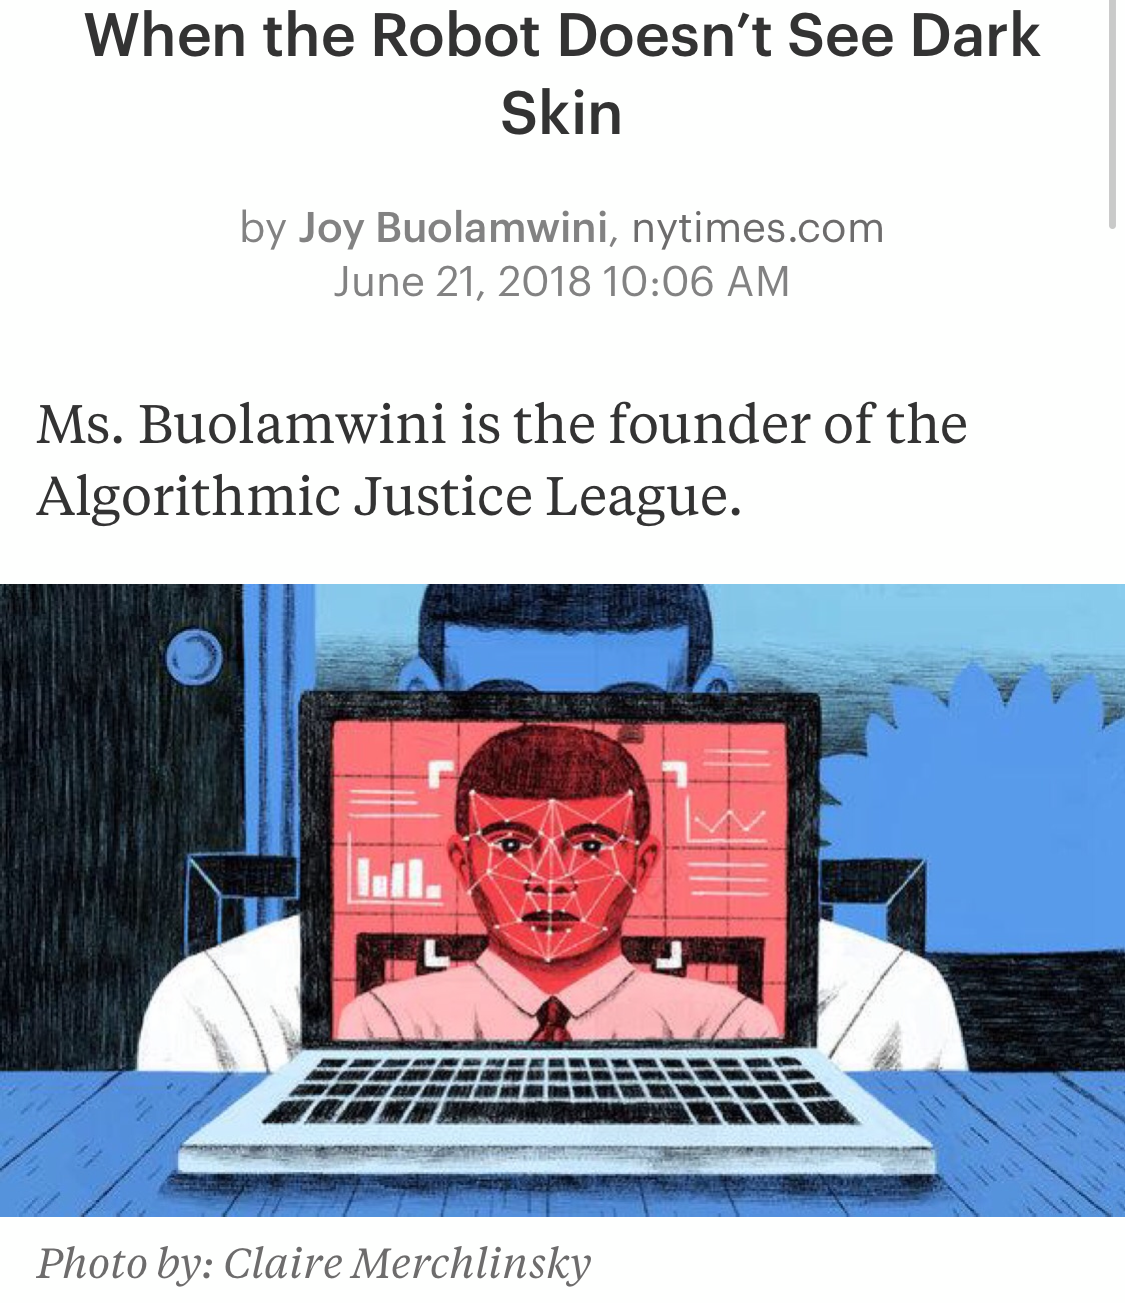 When the Robot Doesn’t See Dark
Skin
by Joy Buolamwini, nytimes.com
June 21, 2018 10:06 AM
Ms. Buolamwini is the founder of the
Algorithmic Justice League.
Photo by: Claire Merchlinsky